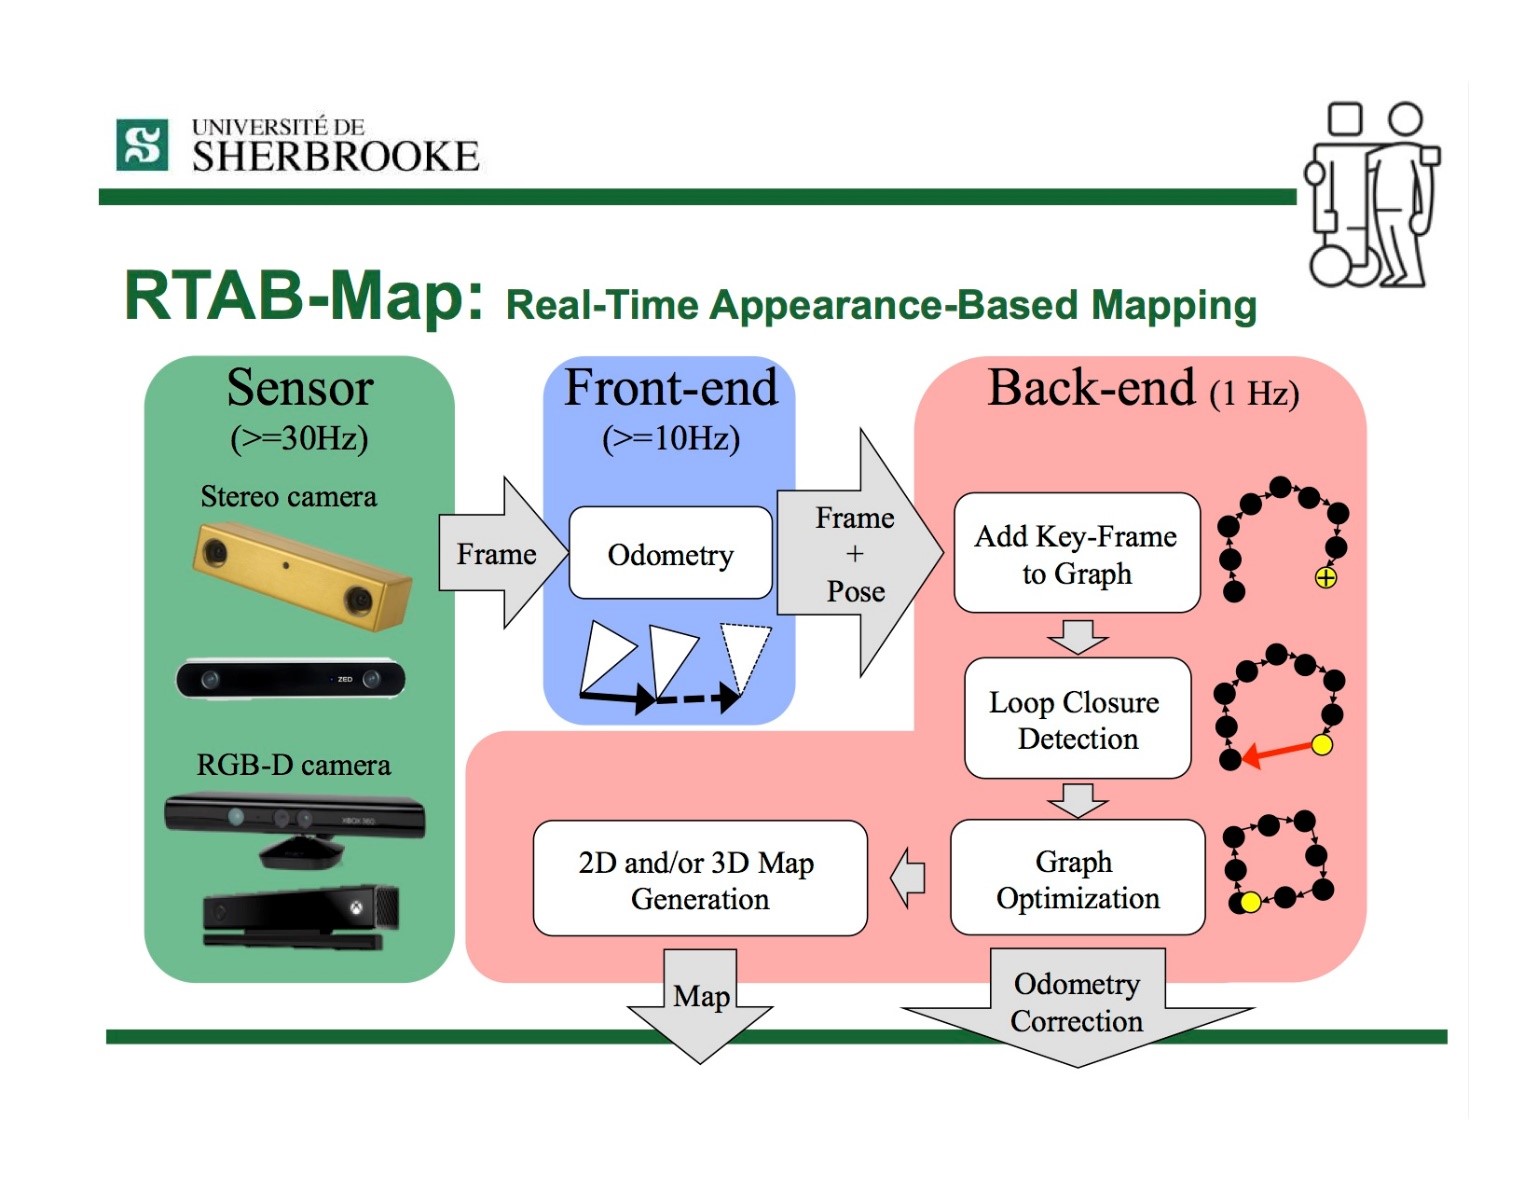 UNIVERSITÉ DE
SHERBROOKE
RTAB-Map: Real-Time Appearance-Based Mapping
Sensor
(>=30Hz)
Stereo camera
ZED
RGB-D camera
XBOX 360
Frame
Front-end
(>=10Hz)
Odometry
Frame
+
Pose
Back-end (1 Hz)
Add Key-Frame
to Graph
Loop Closure
Detection
Graph
Optimization
2D and/or 3D Map
Generation
Map
Odometry
Correction